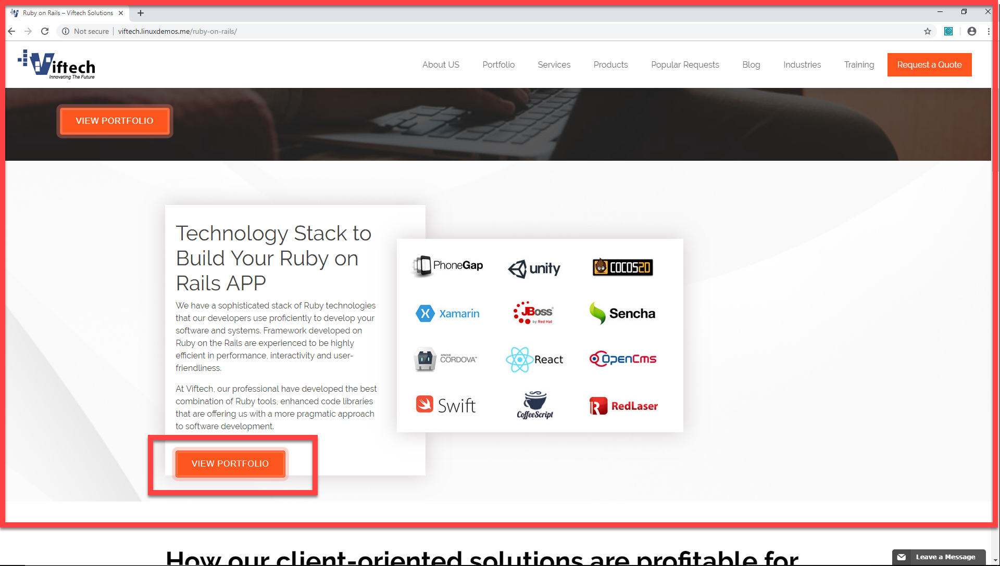 Ruby on Rails – Viftech Solutions
Not secure
viftech.linuxdemos.me/ruby-on-rails/
Viftech
Innovating The Future
About US
Portfolio
Services
Products
Popular Requests
Blog
Industries
Training
Request a Quote
VIEW PORTFOLIO
Technology Stack to
Build Your Ruby on
Rails APP
We have a sophisticated stack of Ruby technologies
that our developers use proficiently to develop your
software and systems. Framework developed on
Ruby on the Rails are experienced to be highly
efficient in performance, interactivity and user-
friendliness.
At Viftech, our professional have developed the best
combination of Ruby tools, enhanced code libraries
that are offering us with a more pragmatic approach
to software development.
VIEW PORTFOLIO
PhoneGap
unity
COCOS2D
Xamarin
JBoss
by Red Hat
Sencha
APACHE
CORDOVA™
React
OpenCms
Swift
CoffeeScript
RedLaser
How our client-oriented solutions are profitable for
Leave a Message